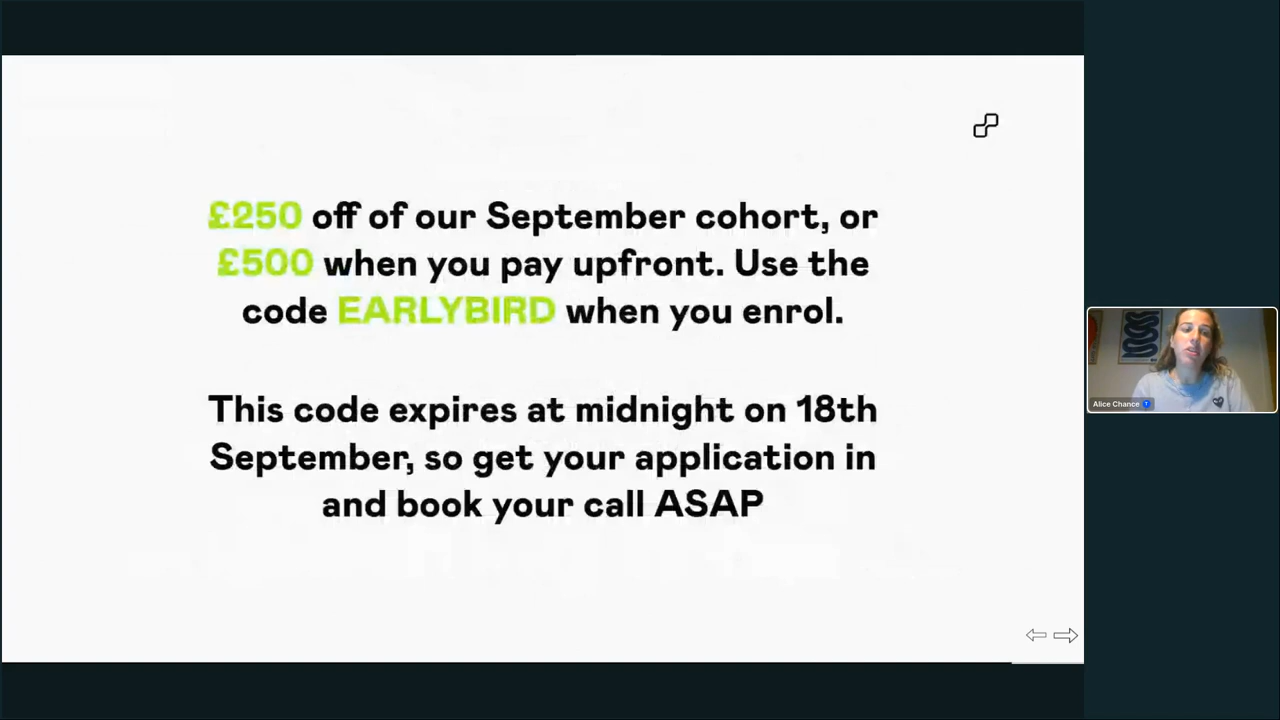 £250 off of our September cohort, or
£500 when you pay upfront. Use the
code EARLYBIRD when you enrol.
This code expires at midnight on 18th
September, so get your application in
and book your call ASAP
Alice Chance